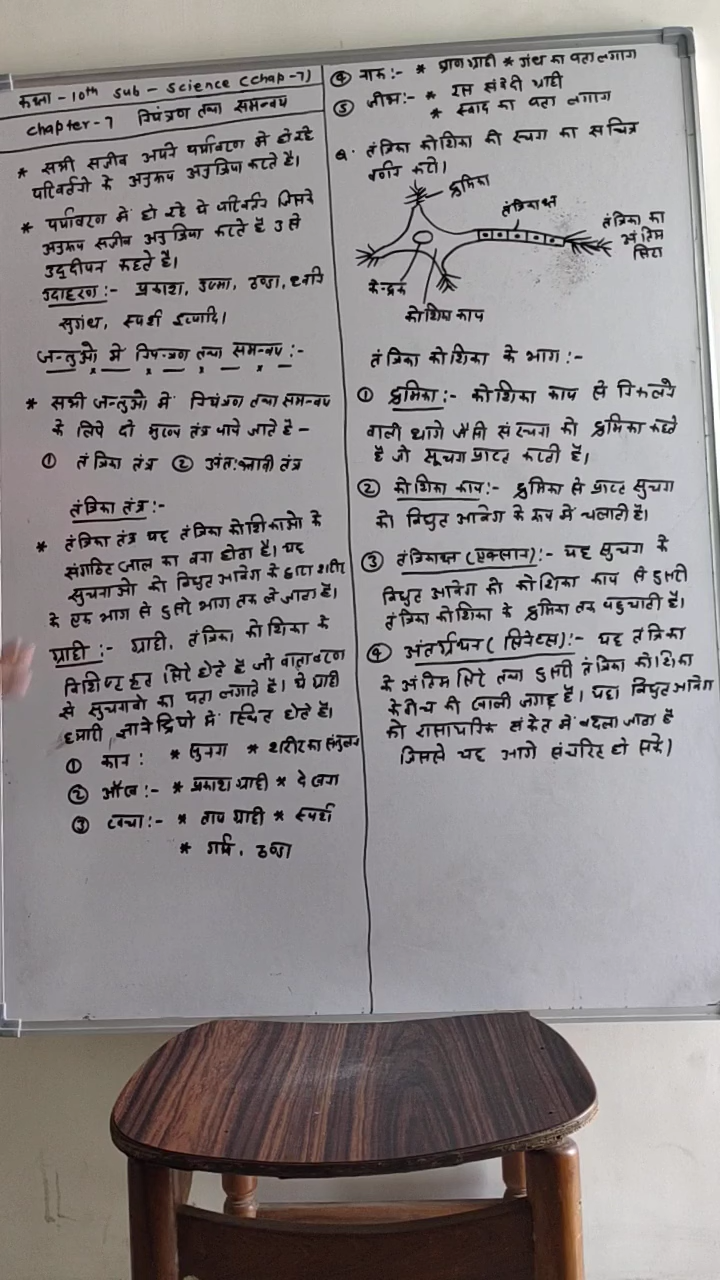 कक्षा - 10th Sub - Science (Chap-7)
Chapter-7 नियंत्रण तथा समन्वय
* सभी सजीव अपने पर्यावरण में हो रहे
परिवर्तनो के अनुरूप अनुक्रिया करते है।
* पर्यावरण में हो रहे ये परिवर्तन जिसके
अनुरूप सजीव अनुक्रिया करते है उसे
उद्दीपन कहते है।
उदाहरण :- प्रकाश, उष्मा, ठण्डा, ध्वनि
सुगंध, स्पर्श इत्यादि।
जन्तुओ में नियन्त्रण तथा समन्वय :-
* सभी जन्तुओ में नियंत्रण तथा समन्वय
के लिये दो मुख्य तंत्र पाये जाते है -
① तंत्रिका तंत्र ② अंतःस्त्रावी तंत्र
तंत्रिका तंत्र :-
* तंत्रिका तंत्र यह तंत्रिका कोशिकाओ के
संगठित जाल का बना होता है। यह
सुचनाओ को विधुत आवेग के द्वारा शरीर
के एक भाग से दुसरे भाग तक ले जाता है।
ग्राही :- ग्राही, तंत्रिका कोशिका के
विशिष्टकृत सिरे होते है जो वातावरण
से सुचनावो का पता लगाते है। ये ग्राही
हमारी ज्ञानेन्द्रियो में स्थित होते है।
① कान : * सुनना * शरीर का संतुलन
② आँख :- * प्रकाश ग्राही * देखना
③ त्वचा :- * ताप ग्राही * स्पर्श
* गर्म, ठण्डा
④ नाक :- * घ्राण ग्राही * गंध का पता लगाना
⑤ जीभ :- * रस संवेदी ग्राही
* स्वाद का पता लगाना
Q. तंत्रिका कोशिका की रचना का सचित्र
वर्णन करो।
द्रुमिका
तंत्रिकाक्ष
तंत्रिका का
अंतिम
सिरा
केन्द्रक
कोशिका काय
तंत्रिका कोशिका के भाग :-
① द्रुमिका :- कोशिका काय से निकलने
वाली धागे जैसी संरचना को द्रुमिका कहते
है जो सूचना प्राप्त करती हैं।
② कोशिका काय :- द्रुमिका से प्राप्त सुचना
को विधुत आवेग के रूप में चलाती है।
③ तंत्रिकाक्ष (एक्सान) :- यह सुचना के
विधुत आवेग को कोशिका काय से दुसरी
तंत्रिका कोशिका के द्रुमिका तक पहुचाती है।
④ अंतर्ग्रथन (सिनेप्स) :- यह तंत्रिका
के अंतिम सिरे तथा दुसरी तंत्रिका कोशिका
के बीच की खाली जगह है। यहा विधुत आवेग
को रासायनिक संकेत में बदला जाता है
जिससे यह आगे संचरित हो सके।